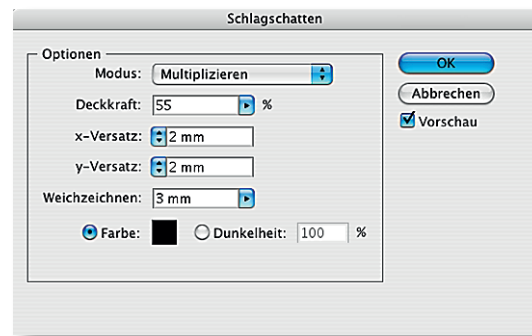 Schlagschatten
Optionen
Modus: Multiplizieren
Deckkraft: 55 %
x-Versatz: 2 mm
y-Versatz: 2 mm
Weichzeichnen: 3 mm
Farbe: Dunkelheit: 100 %
OK
Abbrechen
Vorschau